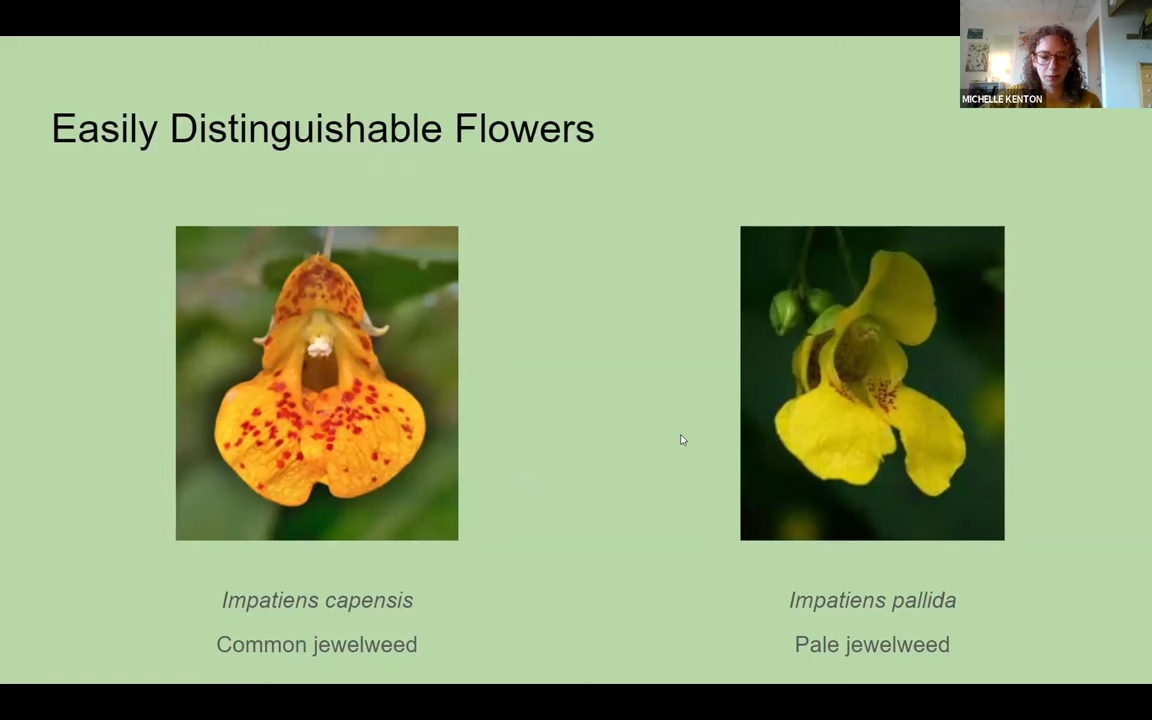 MICHELLE KENTON
Easily Distinguishable Flowers
Impatiens capensis
Common jewelweed
Impatiens pallida
Pale jewelweed